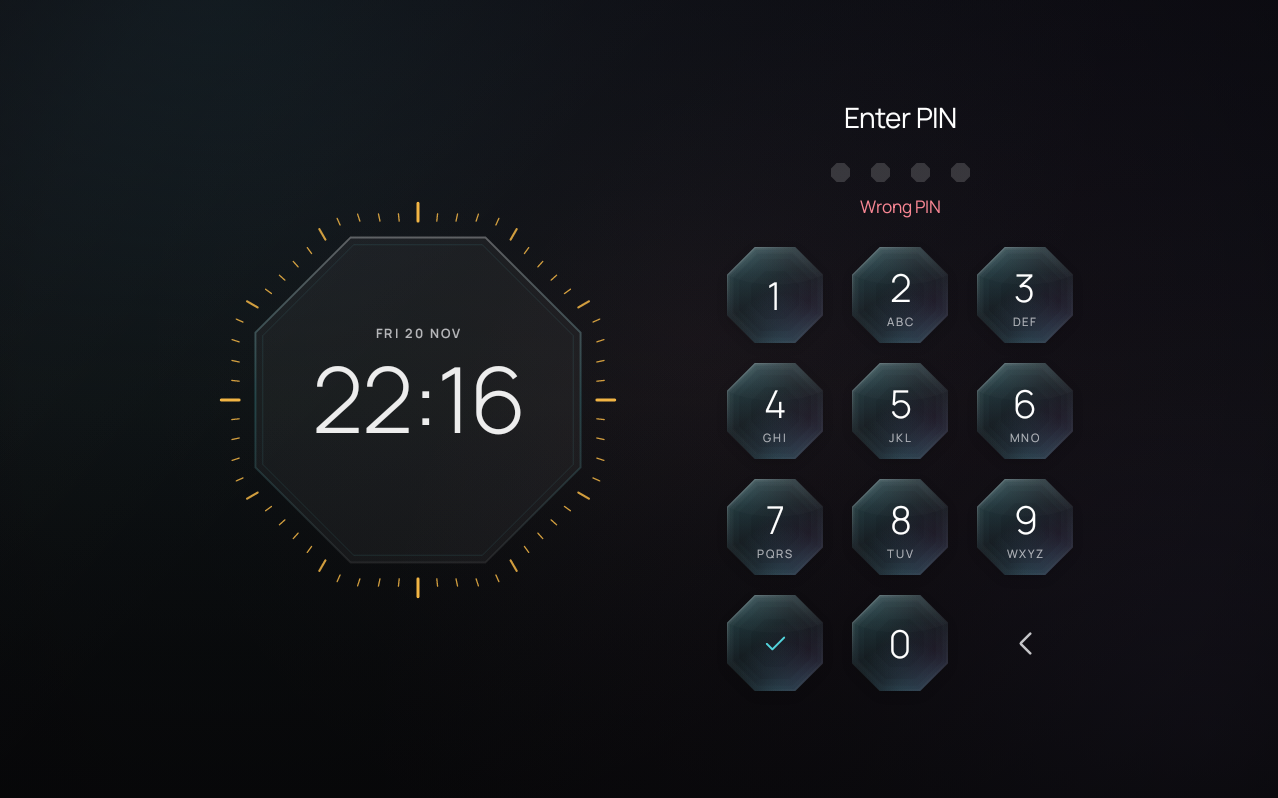 FRI 20 NOV
22:16
Enter PIN
Wrong PIN
1
2
ABC
3
DEF
4
GHI
5
JKL
6
MNO
7
PQRS
8
TUV
9
WXYZ
0